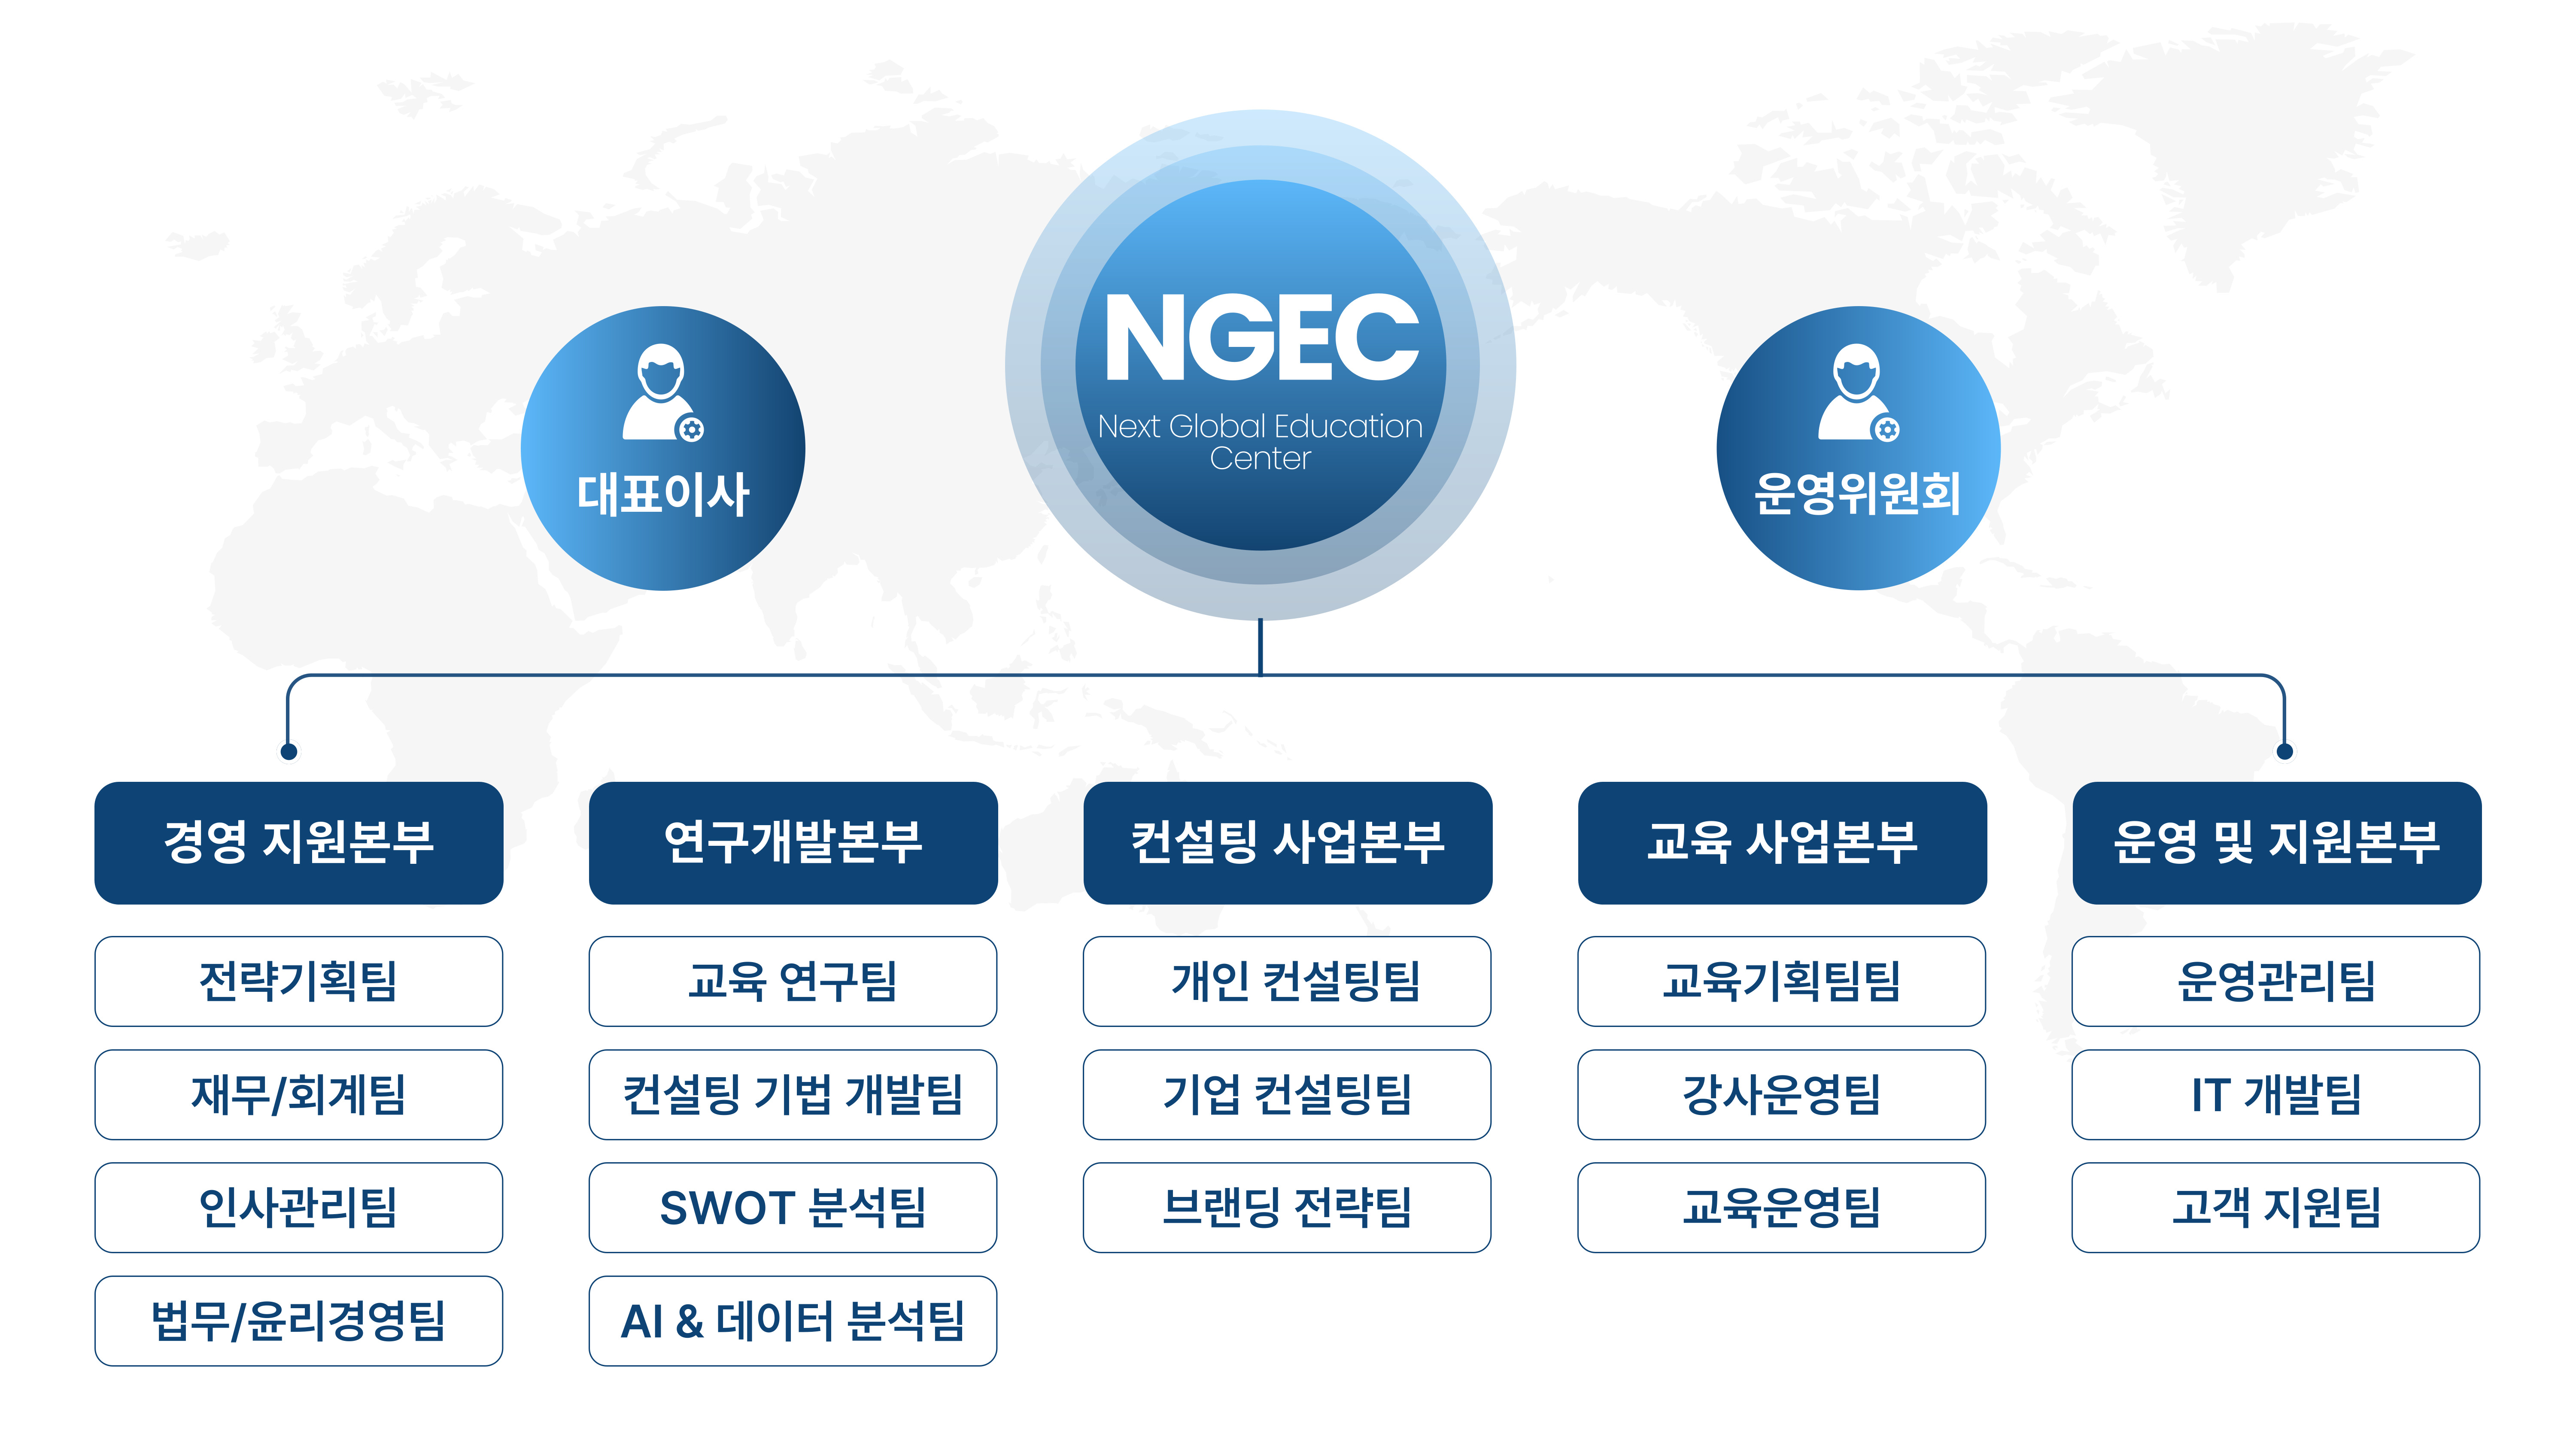 NGEC
Next Global Education
Center
대표이사
운영위원회
경영 지원본부
전략기획팀
재무/회계팀
인사관리팀
법무/윤리경영팀
연구개발본부
교육 연구팀
컨설팅 기법 개발팀
SWOT 분석팀
AI & 데이터 분석팀
컨설팅 사업본부
개인 컨설팅팀
기업 컨설팅팀
브랜딩 전략팀
교육 사업본부
교육기획팀팀
강사운영팀
교육운영팀
운영 및 지원본부
운영관리팀
IT 개발팀
고객 지원팀